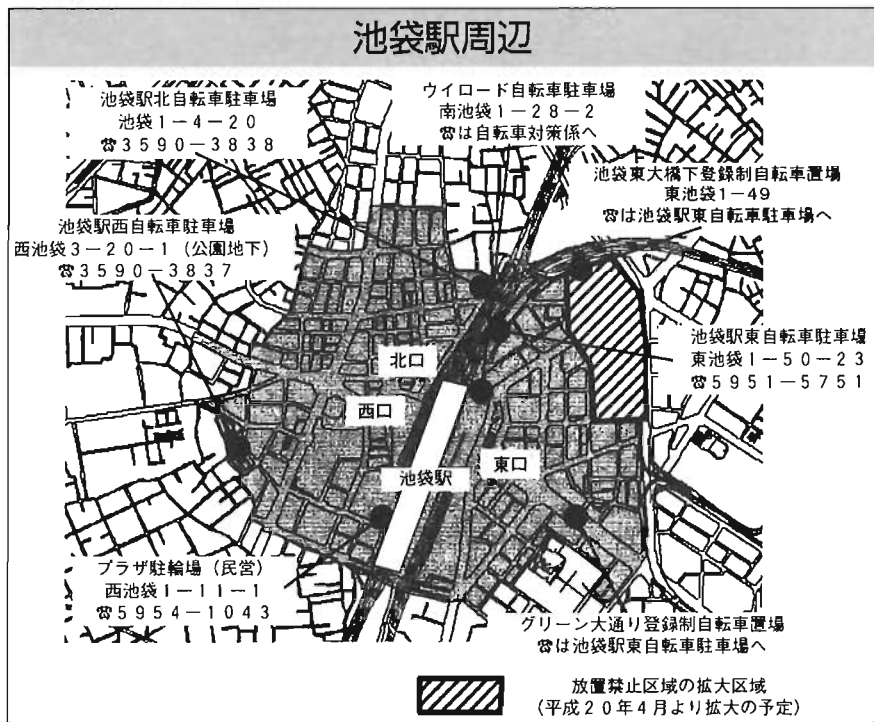 池袋駅周辺
池袋駅北自転車駐車場
池袋1-4-20
☎3590-3838
ウイロード自転車駐車場
南池袋1-28-2
☎は自転車対策係へ
池袋東大橋下登録制自転車置場
東池袋1-49
☎は池袋駅東自転車駐車場へ
池袋駅西自転車駐車場
西池袋3-20-1（公園地下）
☎3590-3837
池袋駅東自転車駐車場
東池袋1-50-23
☎5951-5751
北口
西口
東口
池袋駅
プラザ駐輪場（民営）
西池袋1-11-1
☎5954-1043
グリーン大通り登録制自転車置場
☎は池袋駅東自転車駐車場へ
放置禁止区域の拡大区域
（平成20年4月より拡大の予定）